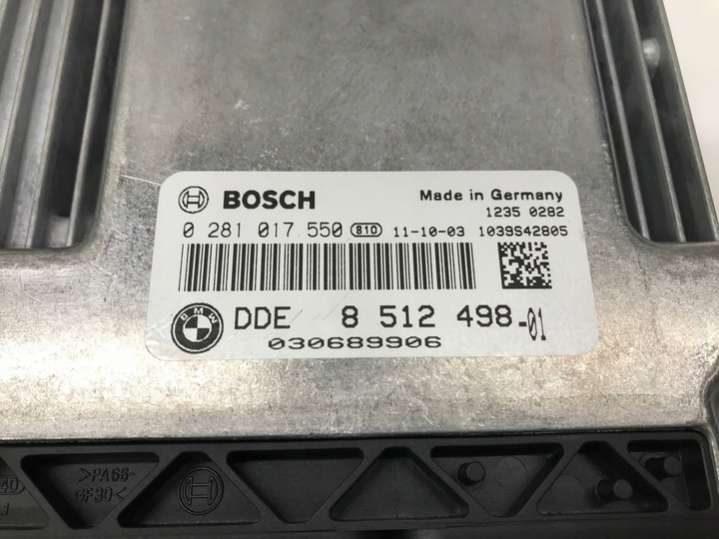 BOSCH Made in Germany
1235 0282
0 281 017 550 810 11-10-03 1039S42805
BMW DDE 8 512 498-01
030689906
>PA66-
GF30<